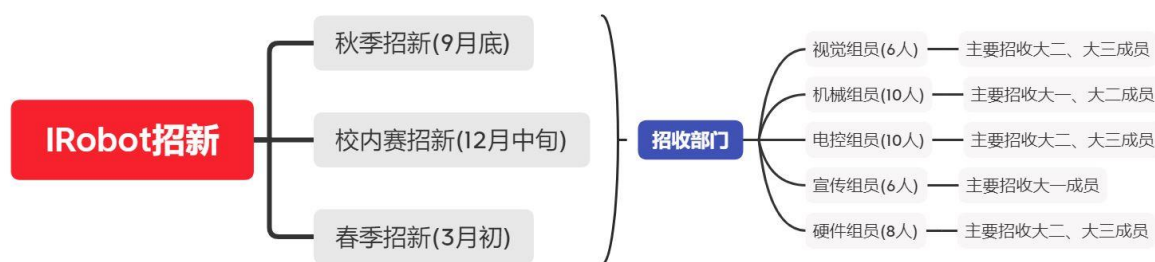 IRobot招新
秋季招新(9月底)
校内赛招新(12月中旬)
春季招新(3月初)
招收部门
视觉组员(6人) 主要招收大二、大三成员
机械组员(10人) 主要招收大一、大二成员
电控组员(10人) 主要招收大二、大三成员
宣传组员(6人) 主要招收大一成员
硬件组员(8人) 主要招收大二、大三成员